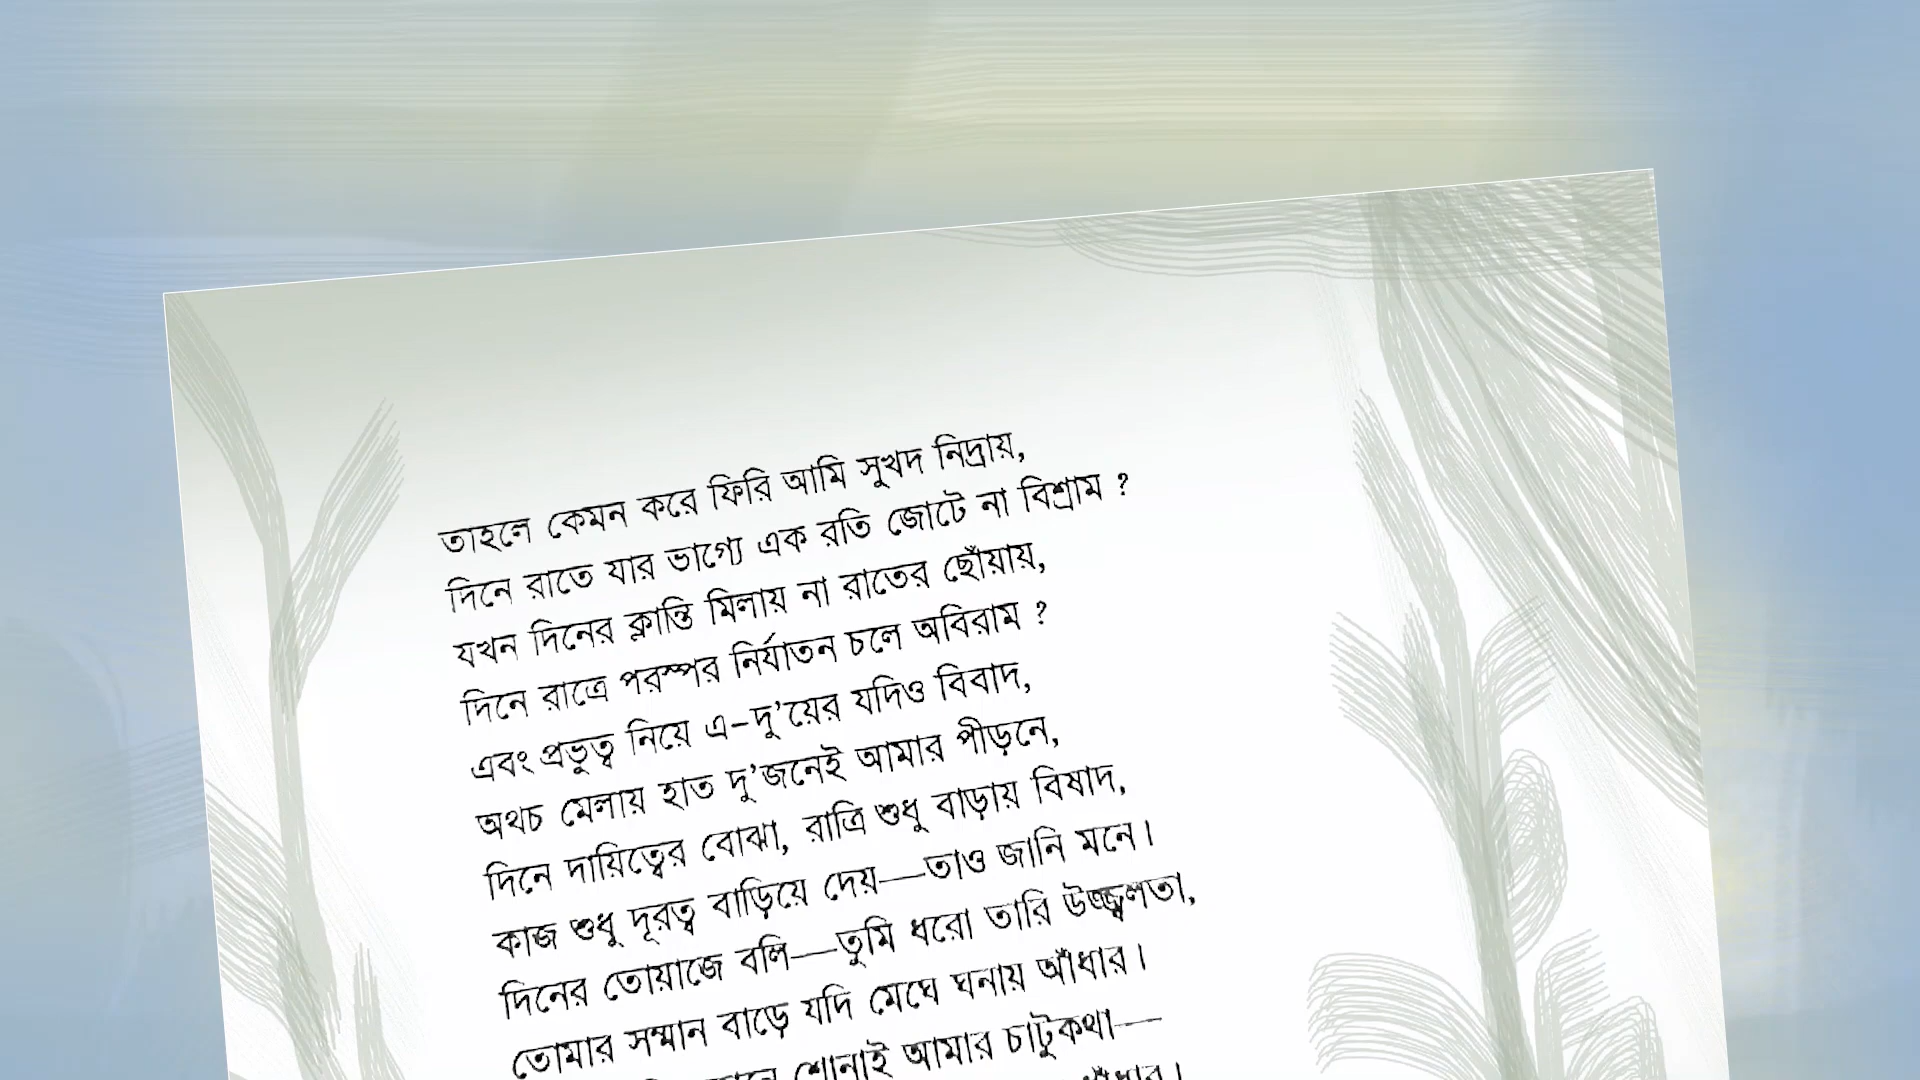 তাহলে কেমন করে ফিরি আমি সুখদ নিদ্রায়,
দিনে রাতে যার ভাগ্যে এক রতি জোটে না বিশ্রাম ?
যখন দিনের ক্লান্তি মিলায় না রাতের ছোঁয়ায়,
দিনে রাত্রে পরস্পর নির্যাতন চলে অবিরাম ?
এবং প্রভুত্ব নিয়ে এ-দু’য়ের যদিও বিবাদ,
অথচ মেলায় হাত দু’জনেই আমার পীড়নে,
দিনে দায়িত্বের বোঝা, রাত্রি শুধু বাড়ায় বিষাদ,
কাজ শুধু দূরত্ব বাড়িয়ে দেয়—তাও জানি মনে।
দিনের তোয়াজে বলি—তুমি ধরো তারি উজ্জ্বলতা,
তোমার সম্মান বাড়ে যদি মেঘে ঘনায় আঁধার।
শোনাই আমার চাটুকথা—
আঁধার।